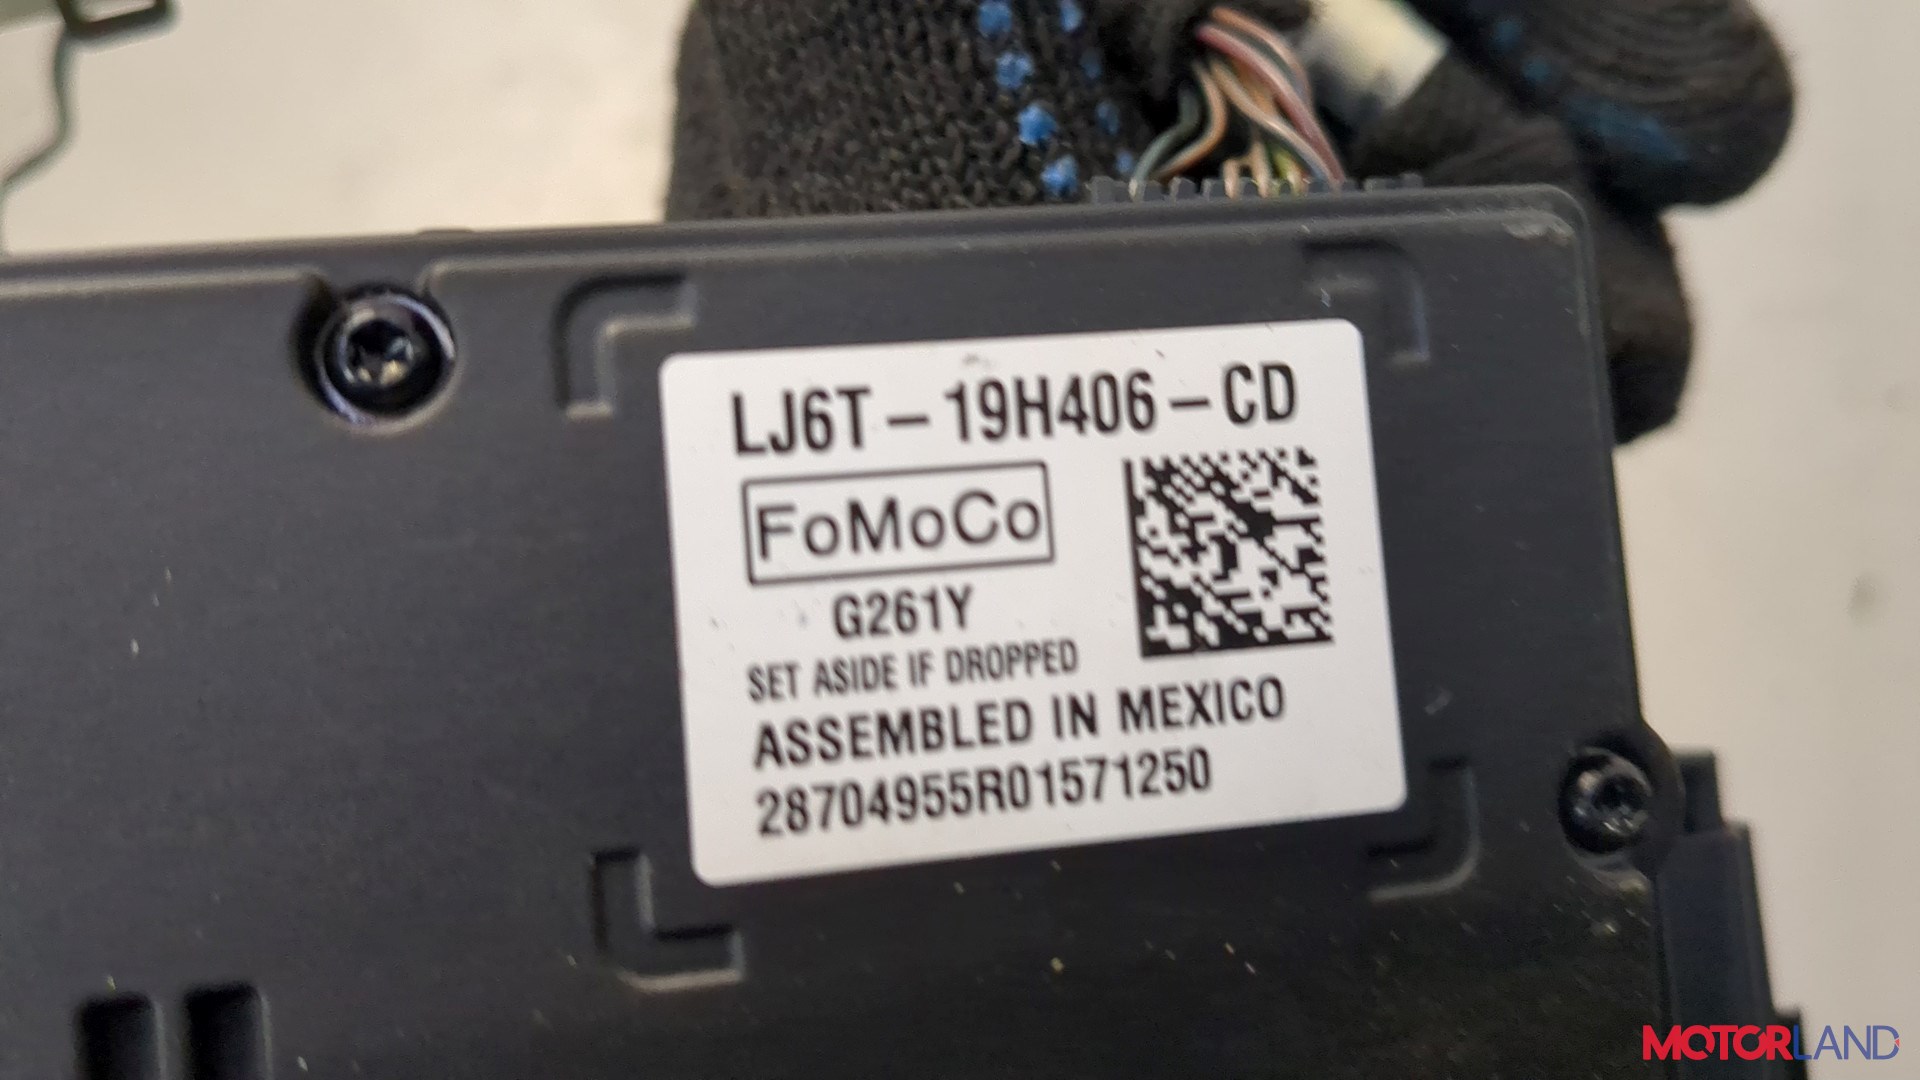 LJ6T-19H406-CD
FoMoCo
G261Y
SET ASIDE IF DROPPED
ASSEMBLED IN MEXICO
28704955R01571250
MOTORLAND